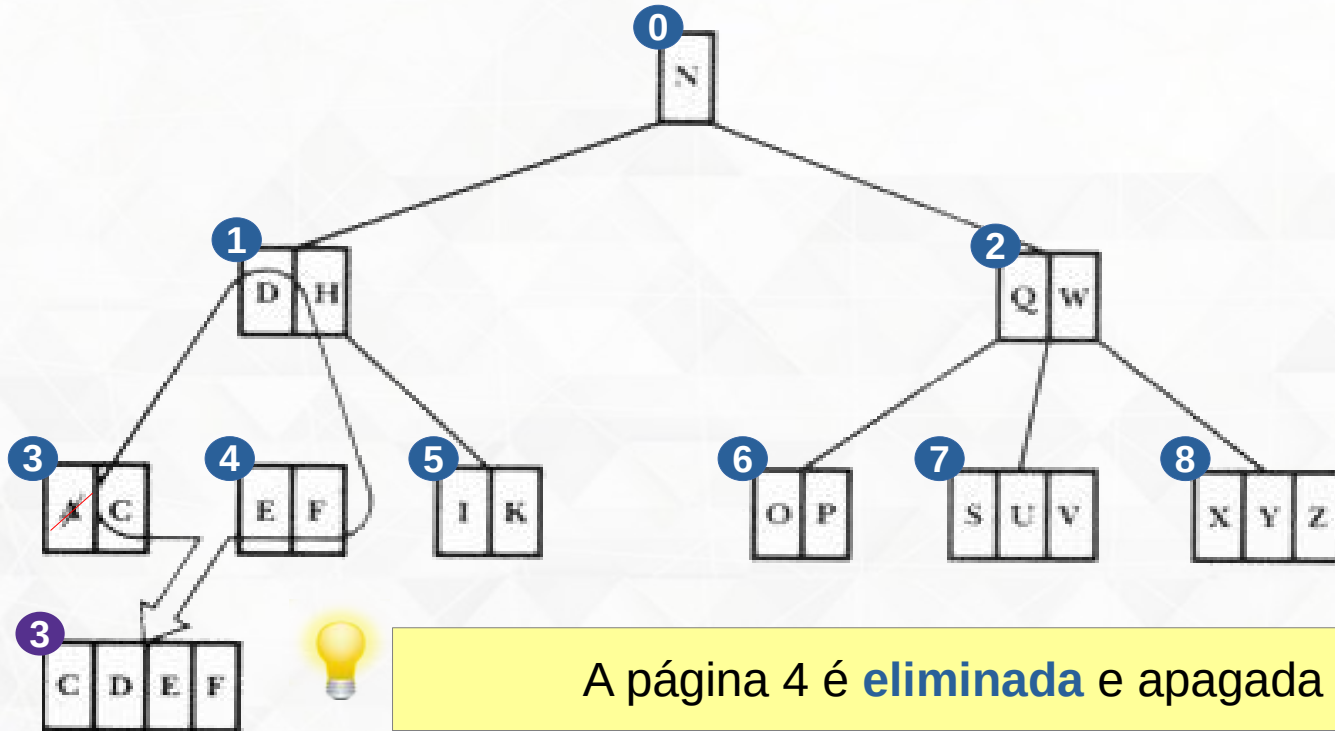 0
N
1
D H
2
Q W
3
A C
4
E F
5
I K
6
O P
7
S U V
8
X Y Z
3
C D E F
A página 4 é eliminada e apagada